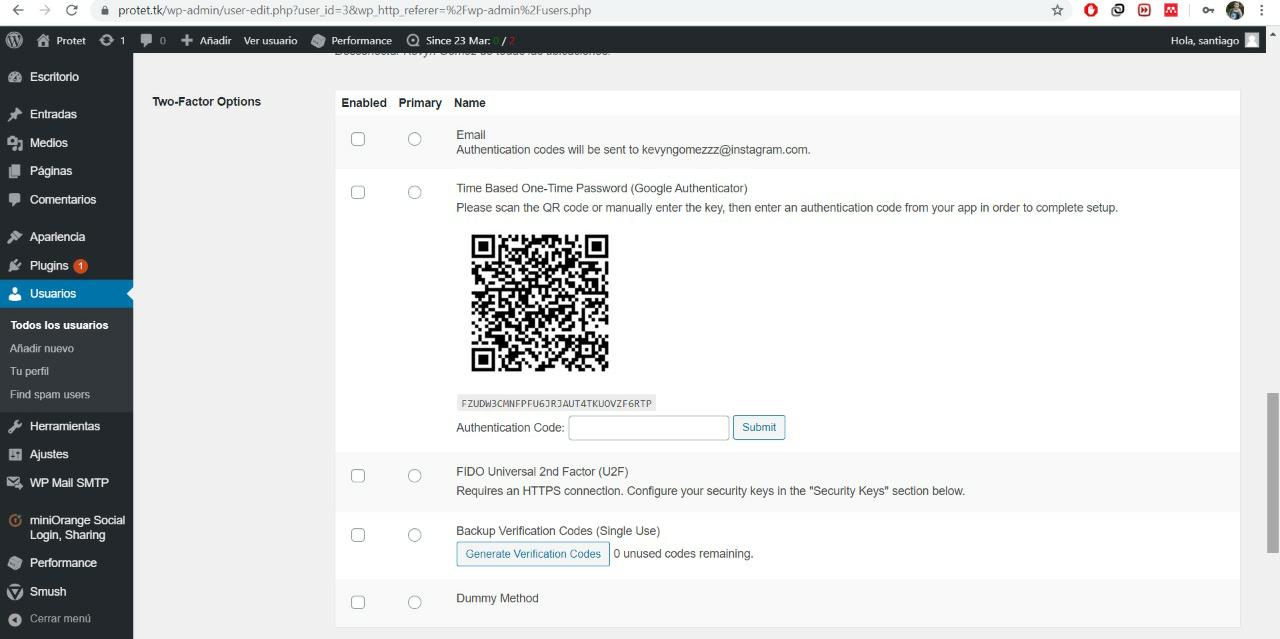 protet.tk/wp-admin/user-edit.php?user_id=3&wp_http_referer=%2Fwp-admin%2Fusers.php
Protet 1 0 Añadir Ver usuario Performance Since 23 Mar: 0 / 2 Hola, santiago
Escritorio
Entradas
Medios
Páginas
Comentarios
Apariencia
Plugins 1
Usuarios
Todos los usuarios
Añadir nuevo
Tu perfil
Find spam users
Herramientas
Ajustes
WP Mail SMTP
miniOrange Social
Login, Sharing
Performance
Smush
Cerrar menú
Two-Factor Options
Enabled Primary Name
Email
Authentication codes will be sent to kevyngomezzz@instagram.com.
Time Based One-Time Password (Google Authenticator)
Please scan the QR code or manually enter the key, then enter an authentication code from your app in order to complete setup.
FZUDW3CMNFPFU6JRJAUT4TKUOVZF6RTP
Authentication Code: Submit
FIDO Universal 2nd Factor (U2F)
Requires an HTTPS connection. Configure your security keys in the "Security Keys" section below.
Backup Verification Codes (Single Use)
Generate Verification Codes 0 unused codes remaining.
Dummy Method